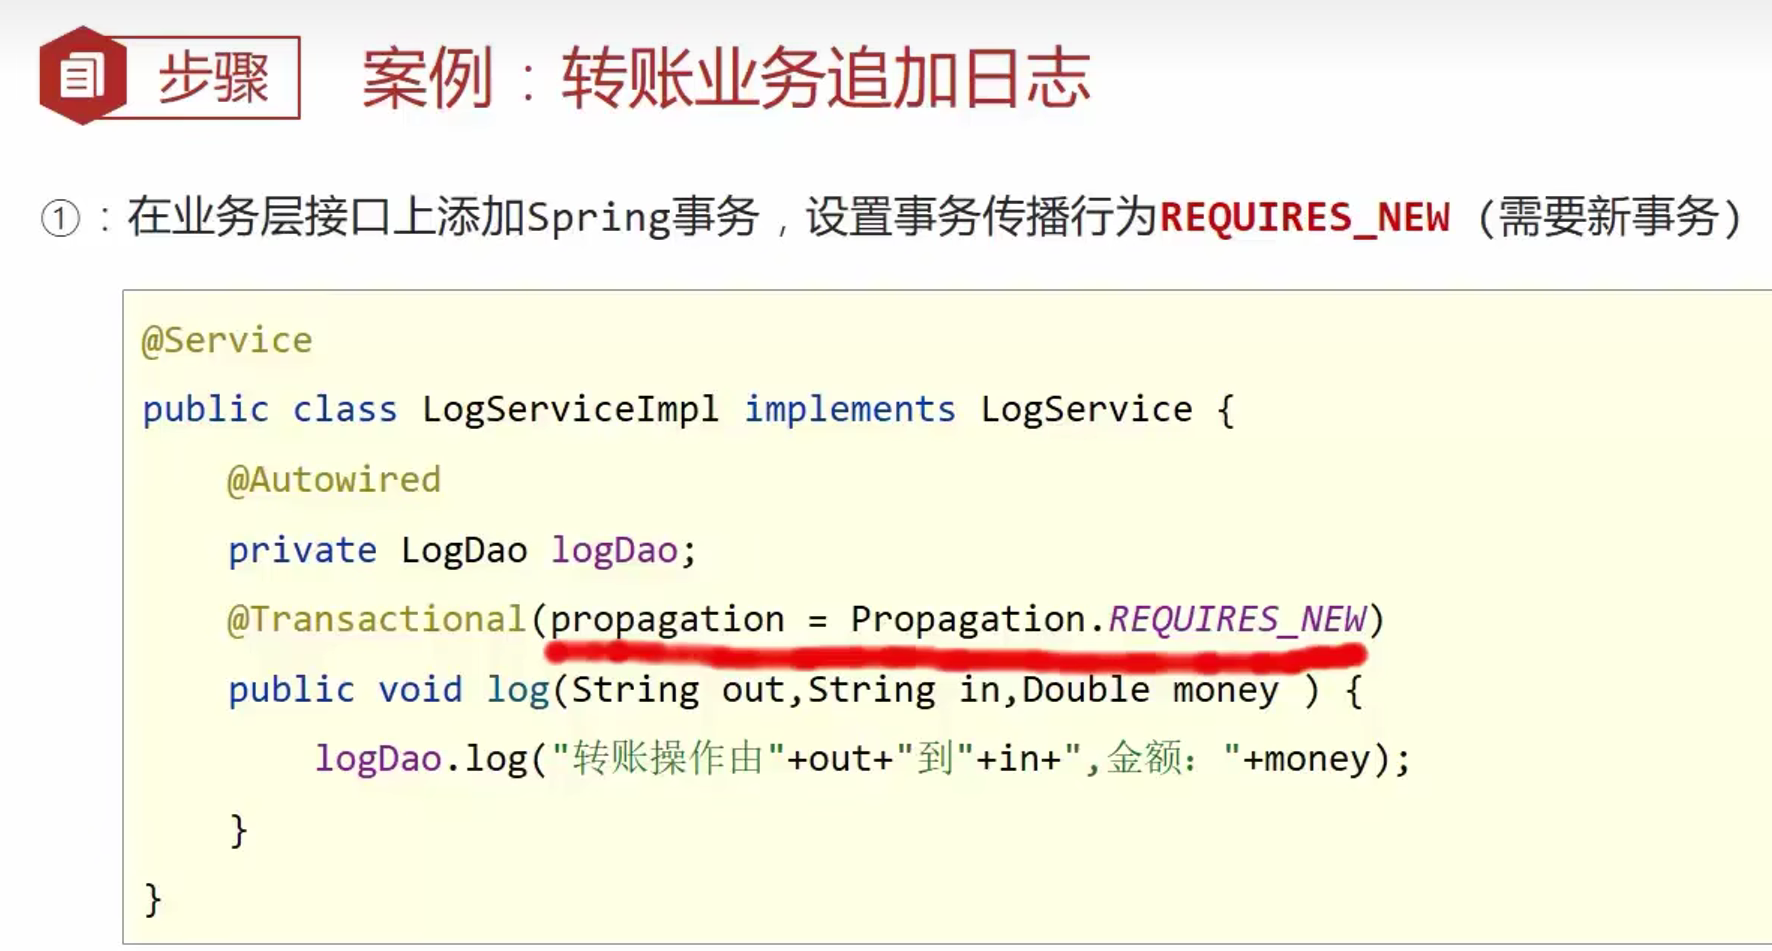 步骤
案例：转账业务追加日志
①：在业务层接口上添加Spring事务，设置事务传播行为REQUIRES_NEW（需要新事务）
@Service
public class LogServiceImpl implements LogService {
@Autowired
private LogDao logDao;
@Transactional(propagation = Propagation.REQUIRES_NEW)
public void log(String out,String in,Double money ) {
logDao.log("转账操作由"+out+"到"+in+",金额："+money);
}
}